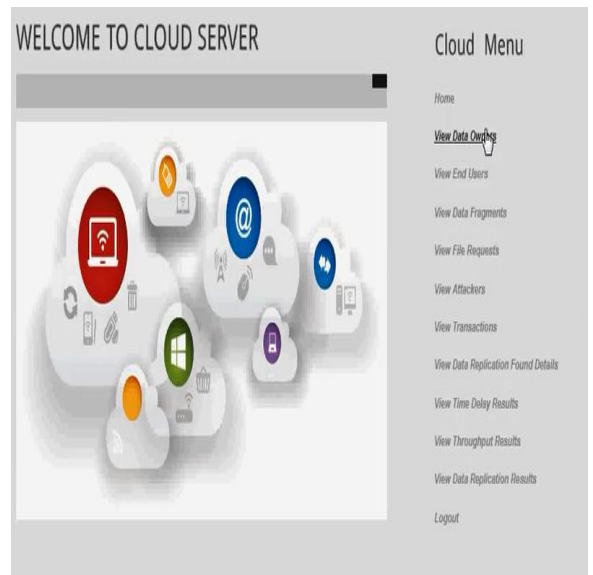 WELCOME TO CLOUD SERVER
Cloud Menu
Home
View Data Owners
View End Users
View Data Fragments
View File Requests
View Attackers
View Transactions
View Data Replication Found Details
View Time Delay Results
View Throughput Results
View Data Replication Results
Logout
@